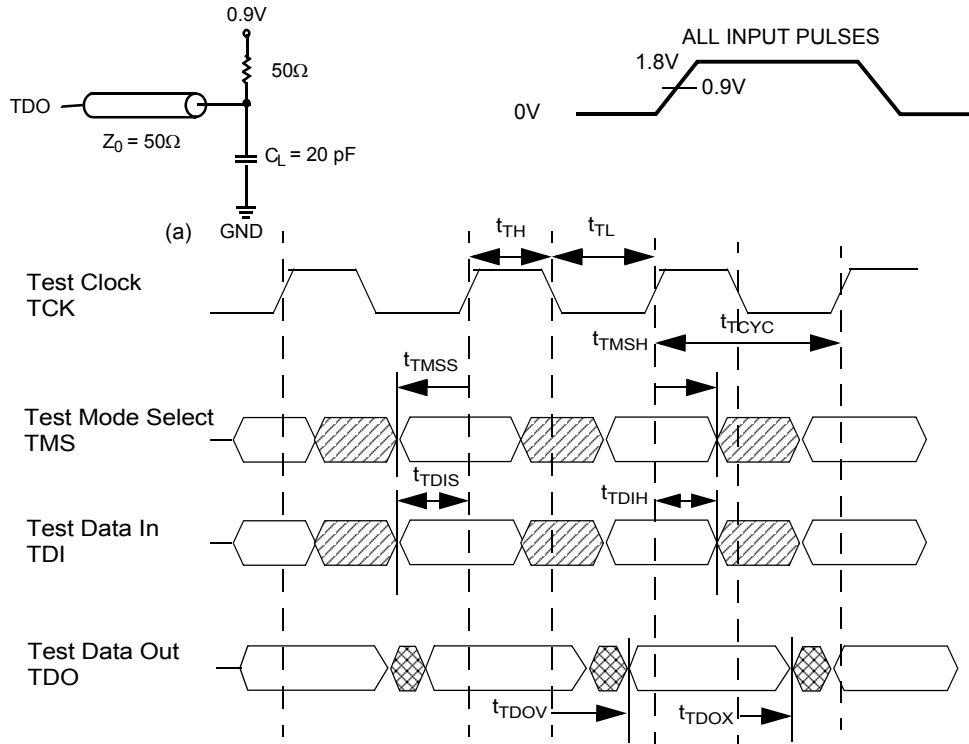 0.9V
50Ω
TDO
Z0 = 50Ω
CL = 20 pF
(a)
GND
ALL INPUT PULSES
1.8V
0.9V
0V
tTH
tTL
Test Clock
TCK
tTMSH
tTCYC
tTMSS
Test Mode Select
TMS
tTDIS
tTDIH
Test Data In
TDI
Test Data Out
TDO
tTDOV
tTDOX